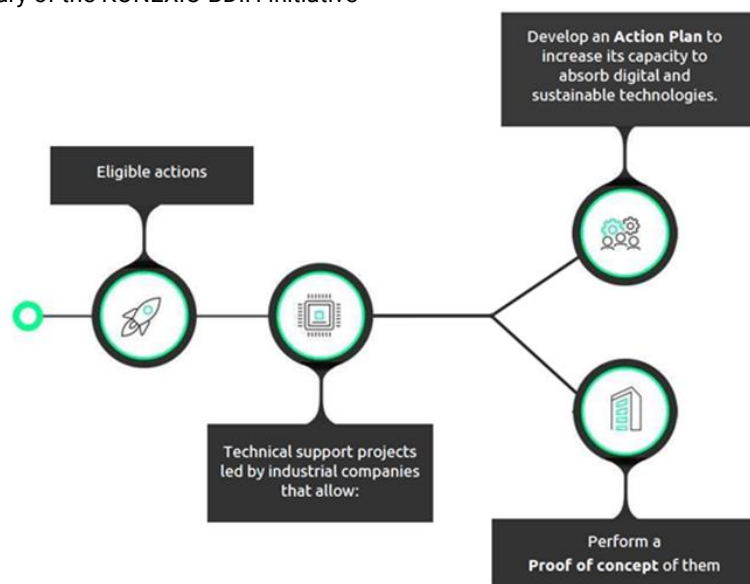 Develop an Action Plan to
increase its capacity to
absorb digital and
sustainable technologies.
Eligible actions
Technical support projects
led by industrial companies
that allow:
Perform a
Proof of concept of them